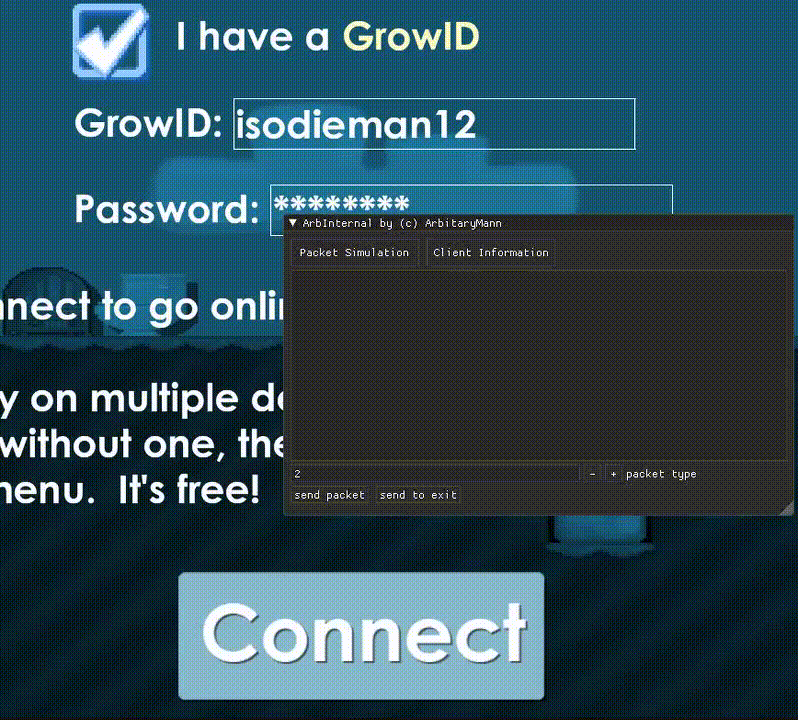 I have a GrowID
GrowID: isodieman12
Password: ********
ArbInternal by (c) ArbitaryMann
Packet Simulation Client Information
nnect to go onli
y on multiple de
without one, the
nenu. It's free!
2 - + packet type
send packet send to exit
Connect